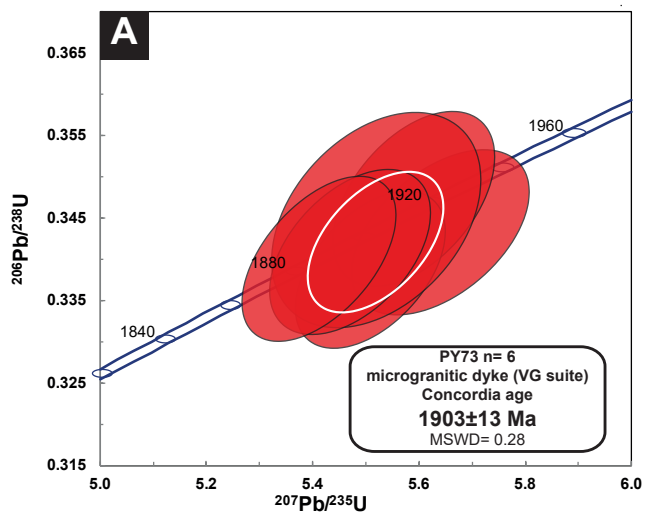 A
0.365
0.355
0.345
0.335
0.325
0.315
206Pb/238U
1960
1920
1880
1840
PY73 n= 6
microgranitic dyke (VG suite)
Concordia age
1903±13 Ma
MSWD= 0.28
5.0 5.2 5.4 5.6 5.8 6.0
207Pb/235U